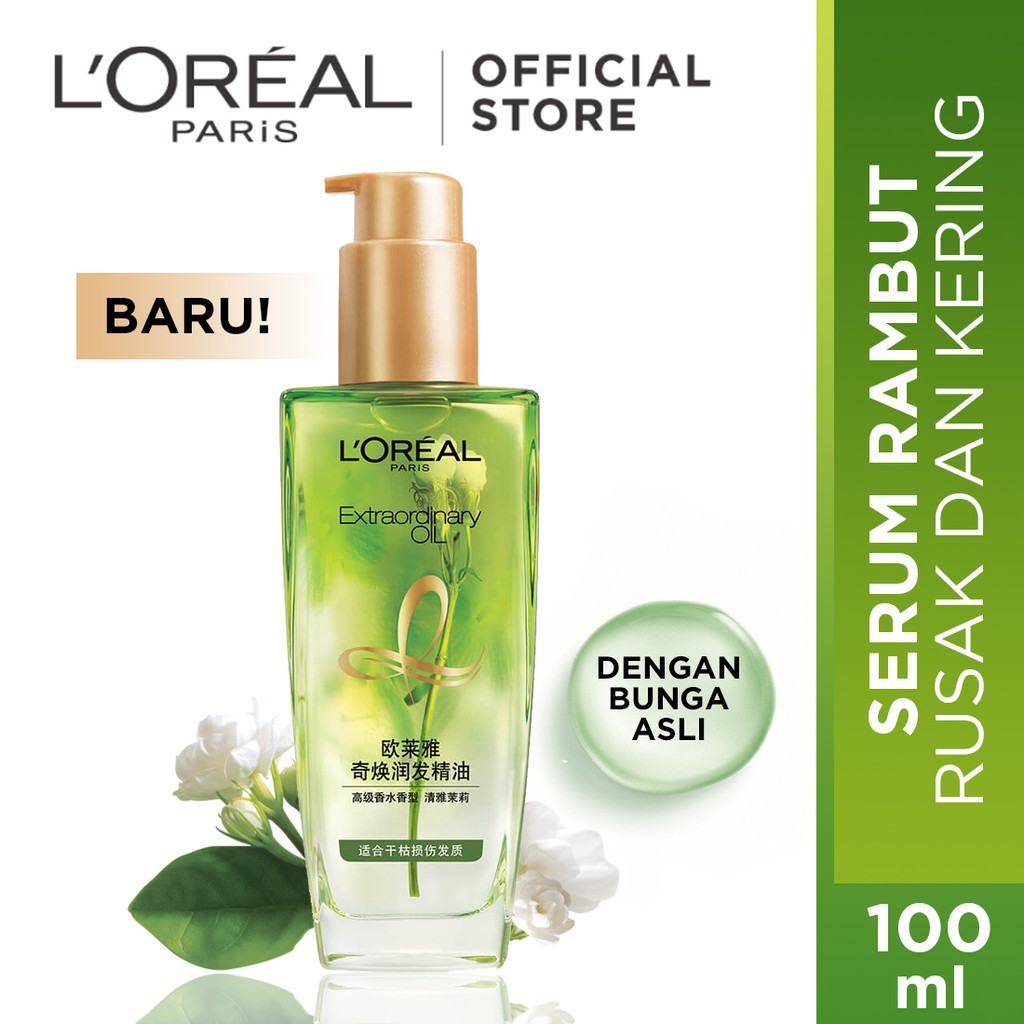 L'ORÉAL
PARIS
OFFICIAL
STORE
BARU!
L'ORÉAL
PARIS
Extraordinary
OIL
欧莱雅
奇焕润发精油
高级香水香型 清雅茉莉
适合干枯损伤发质
DENGAN
BUNGA
ASLI
SERUM RAMBUT
RUSAK DAN KERING
100
ml